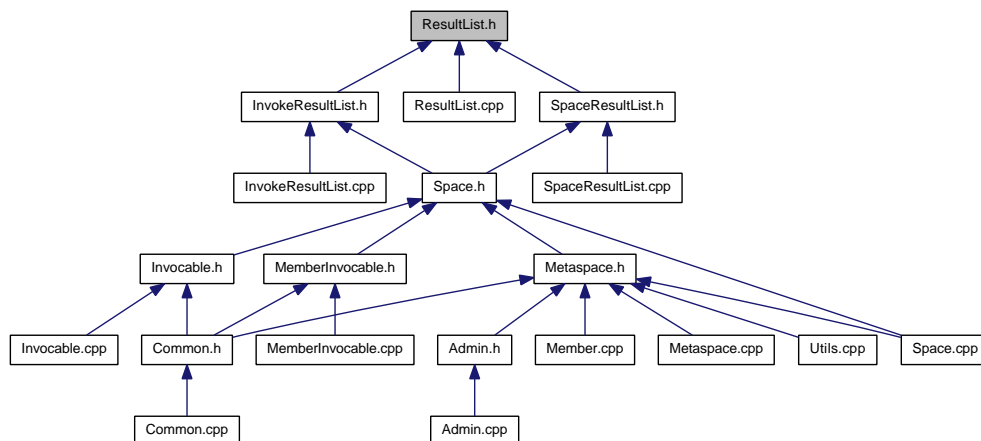 ResultList.h
InvokeResultList.h
ResultList.cpp
SpaceResultList.h
InvokeResultList.cpp
Space.h
SpaceResultList.cpp
Invocable.h
MemberInvocable.h
Metaspace.h
Invocable.cpp
Common.h
MemberInvocable.cpp
Admin.h
Member.cpp
Metaspace.cpp
Utils.cpp
Space.cpp
Common.cpp
Admin.cpp